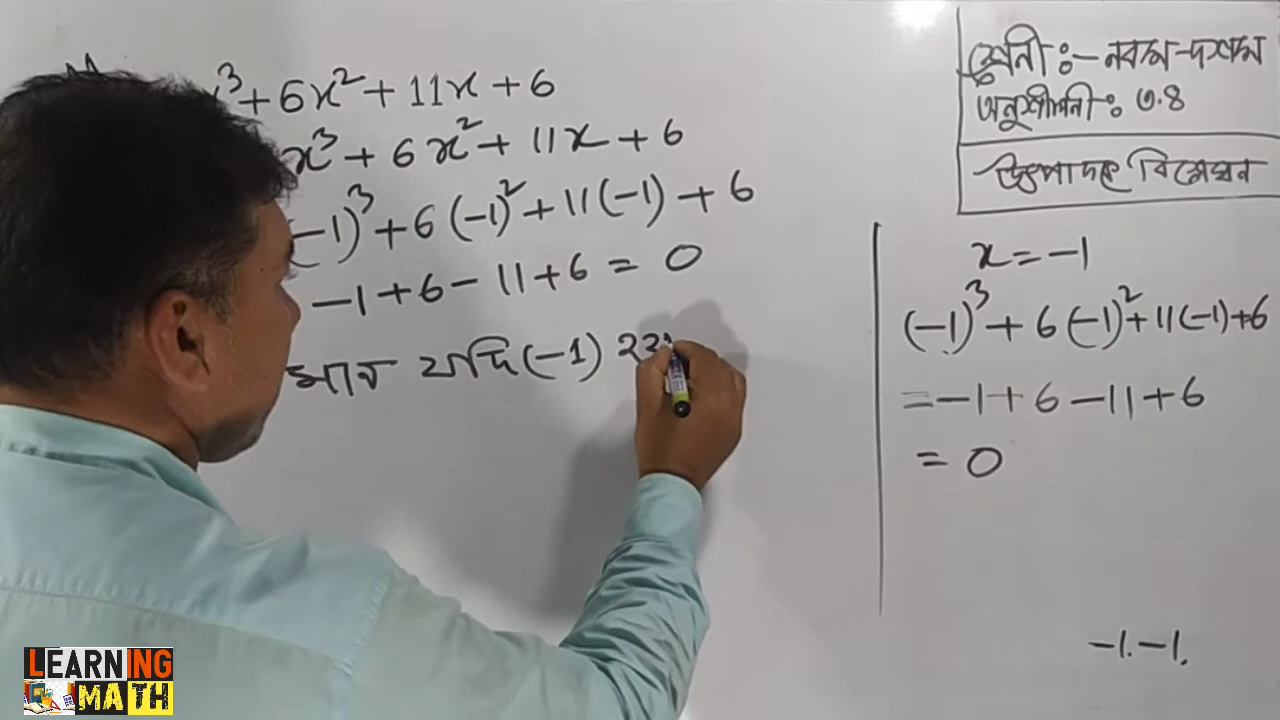 x³ + 6x² + 11x + 6
x³ + 6x² + 11x + 6
(-1)³ + 6(-1)² + 11(-1) + 6
-1 + 6 - 11 + 6 = 0
মান যদি (-1)
শ্রেনী ঃ- নবম-দশম
অনুশীলনী ঃ ৩.৪
উৎপাদকে বিশ্লেষন
x = -1
(-1)³ + 6(-1)² + 11(-1) + 6
= -1 + 6 - 11 + 6
= 0
-1. -1.
LEARNING
MATH